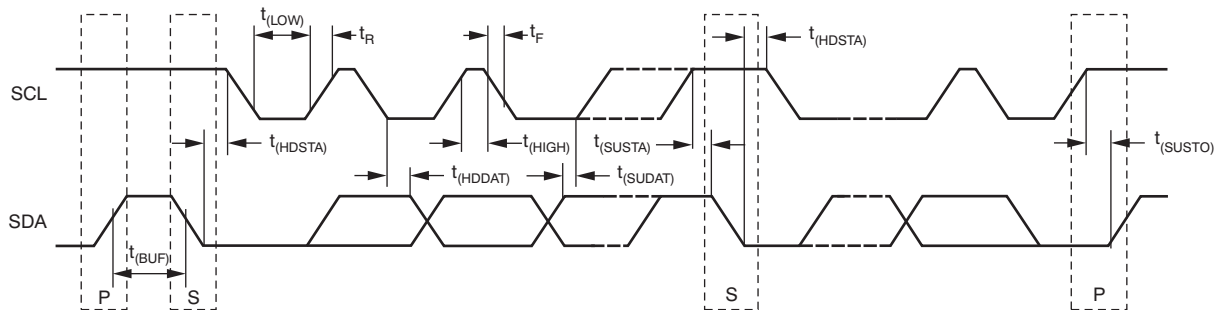 t(LOW)
tR
tF
t(HDSTA)
SCL
t(HDSTA)
t(HIGH)
t(SUSTA)
t(SUSTO)
t(HDDAT)
t(SUDAT)
SDA
t(BUF)
P
S
S
P